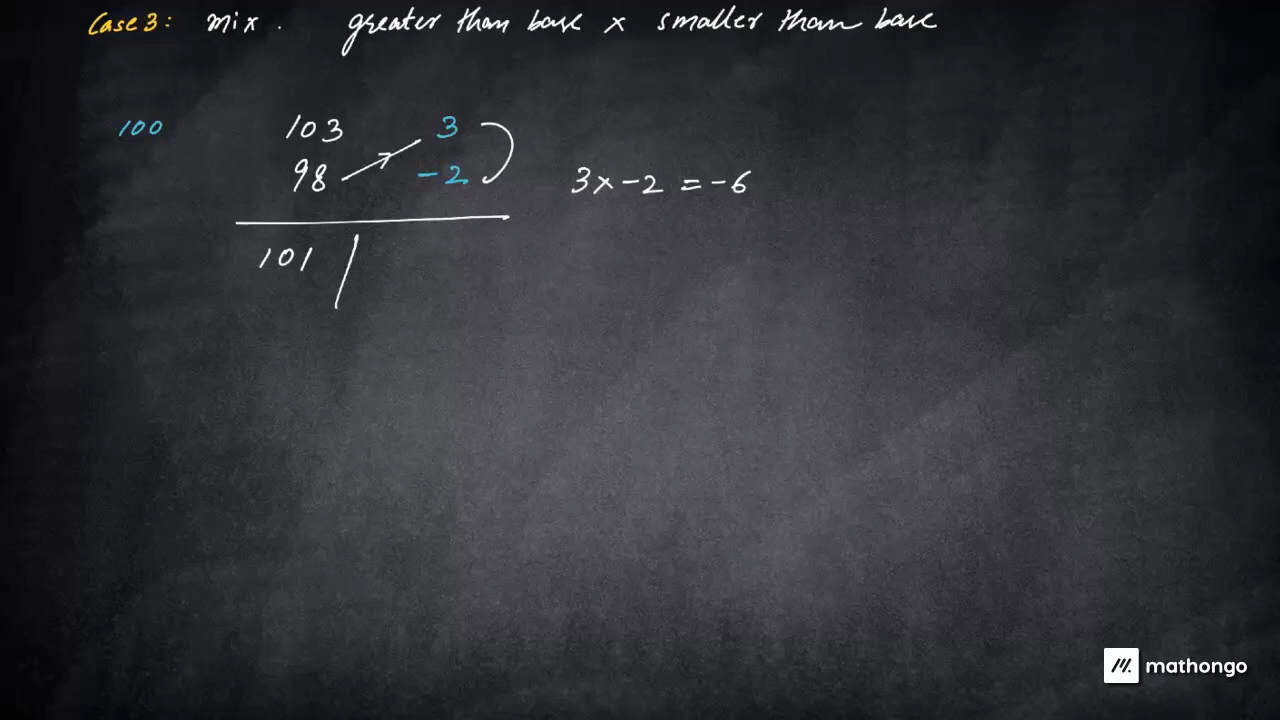 Case 3: mix. greater than base x smaller than base
100 103 3
98 -2 3x-2 = -6
101 /
mathongo